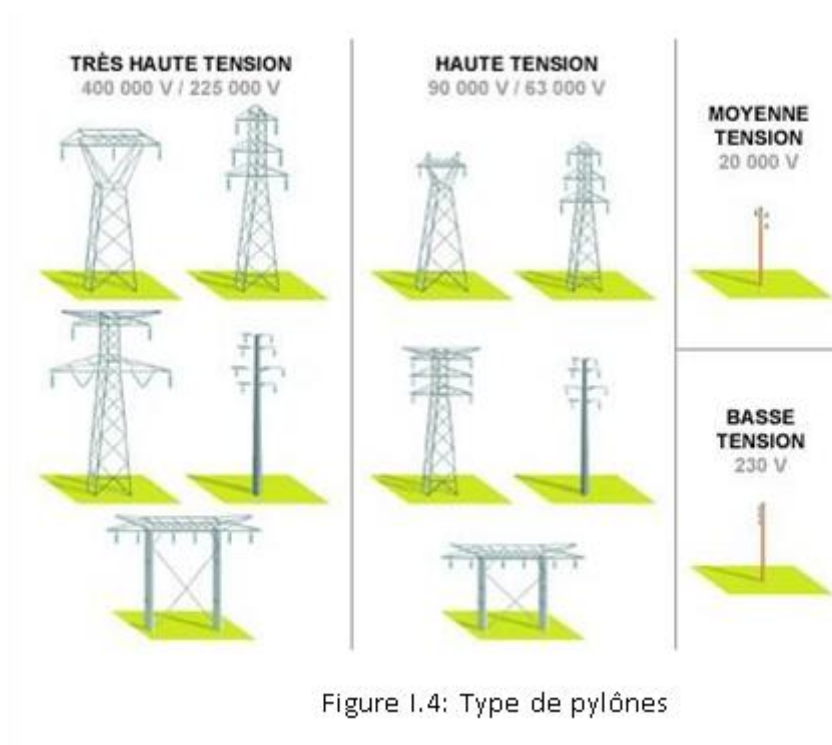 TRÈS HAUTE TENSION
400 000 V / 225 000 V
HAUTE TENSION
90 000 V / 63 000 V
MOYENNE
TENSION
20 000 V
BASSE
TENSION
230 V
Figure I.4: Type de pylônes